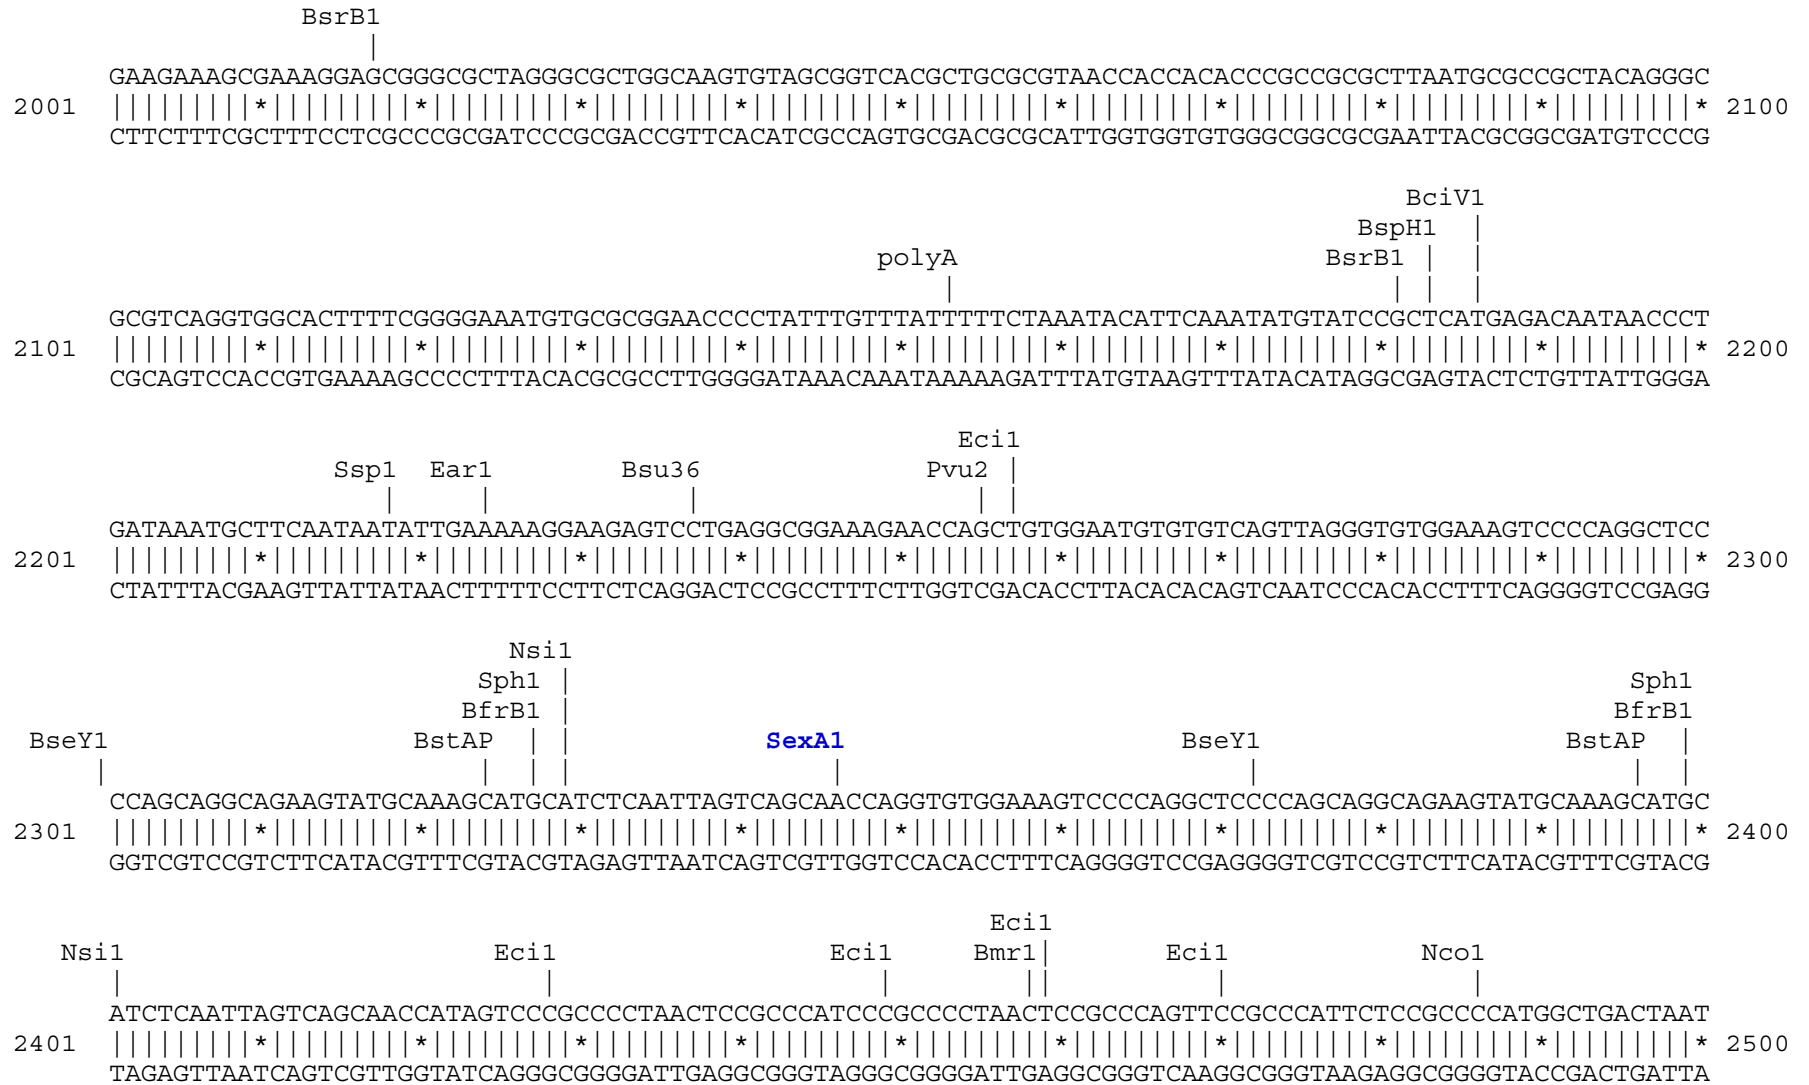 BsrB1
|
GAAGAAAGCGAAAGGAGCGGGCGCTAGGGCGCTGGCAAGTGTAGCGGTCACGCTGCGCGTAACCACCACACCCGCCGCGCTTAATGCGCCGCTACAGGGC
2001 |||||||||*|||||||||*|||||||||*|||||||||*|||||||||*|||||||||*|||||||||*|||||||||*|||||||||*|||||||||* 2100
CTTCTTTCGCTTTCCTCGCCCGCGATCCCGCGACCGTTCACATCGCCAGTGCGACGCGCATTGGTGGTGTGGGCGGCGCGAATTACGCGGCGATGTCCCG
BciV1
BspH1 |
polyA BsrB1 | |
| | | |
GCGTCAGGTGGCACTTTTCGGGGAAATGTGCGCGGAACCCCTATTTGTTTATTTTTCTAAATACATTCAAATATGTATCCGCTCATGAGACAATAACCCT
2101 |||||||||*|||||||||*|||||||||*|||||||||*|||||||||*|||||||||*|||||||||*|||||||||*|||||||||*|||||||||* 2200
CGCAGTCCACCGTGAAAAGCCCCTTTACACGCGCCTTGGGGATAAACAAATAAAAAGATTTATGTAAGTTTATACATAGGCGAGTACTCTGTTATTGGGA
Eci1
Ssp1 Ear1 Bsu36 Pvu2 |
| | | | |
GATAAATGCTTCAATAATATTGAAAAAGGAAGAGTCCTGAGGCGGAAAGAACCAGCTGTGGAATGTGTGTCAGTTAGGGTGTGGAAAGTCCCCAGGCTCC
2201 |||||||||*|||||||||*|||||||||*|||||||||*|||||||||*|||||||||*|||||||||*|||||||||*|||||||||*|||||||||* 2300
CTATTTACGAAGTTATTATAACTTTTTCCTTCTCAGGACTCCGCCTTTCTTGGTCGACACCTTACACACAGTCAATCCCACACCTTTCAGGGGTCCGAGG
Nsi1
Sph1 | Sph1
BfrB1 | BfrB1
BseY1 BstAP | | SexA1 BseY1 BstAP |
| | | | | | | |
CCAGCAGGCAGAAGTATGCAAAGCATGCATCTCAATTAGTCAGCAACCAGGTGTGGAAAGTCCCCAGGCTCCCCAGCAGGCAGAAGTATGCAAAGCATGC
2301 |||||||||*|||||||||*|||||||||*|||||||||*|||||||||*|||||||||*|||||||||*|||||||||*|||||||||*|||||||||* 2400
GGTCGTCCGTCTTCATACGTTTCGTACGTAGAGTTAATCAGTCGTTGGTCCACACCTTTCAGGGGTCCGAGGGGTCGTCCGTCTTCATACGTTTCGTACG
Eci1
Nsi1 Eci1 Eci1 Bmr1| Eci1 Nco1
| | | || | |
ATCTCAATTAGTCAGCAACCATAGTCCCGCCCCTAACTCCGCCCATCCCGCCCCTAACTCCGCCCAGTTCCGCCCATTCTCCGCCCCATGGCTGACTAAT
2401 |||||||||*|||||||||*|||||||||*|||||||||*|||||||||*|||||||||*|||||||||*|||||||||*|||||||||*|||||||||* 2500
TAGAGTTAATCAGTCGTTGGTATCAGGGCGGGGATTGAGGCGGGTAGGGCGGGGATTGAGGCGGGTCAAGGCGGGTAAGAGGCGGGGTACCGACTGATTA